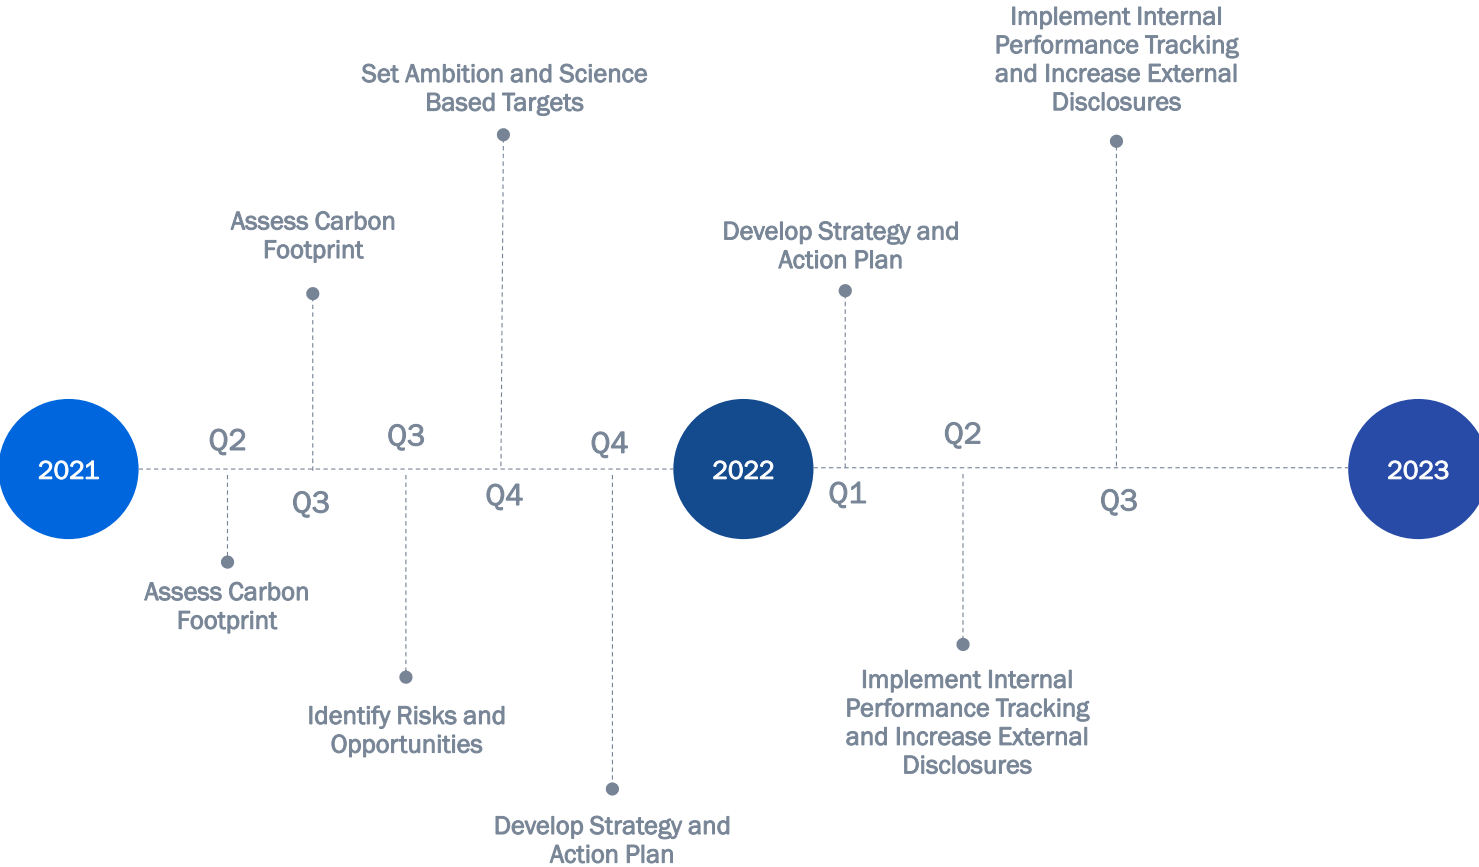 Implement Internal
Performance Tracking
and Increase External
Disclosures
Set Ambition and Science
Based Targets
Assess Carbon
Footprint
Develop Strategy and
Action Plan
2021
Q2
Q3
Q3
Q4
Q4
2022
Q1
Q2
Q3
2023
Assess Carbon
Footprint
Identify Risks and
Opportunities
Implement Internal
Performance Tracking
and Increase External
Disclosures
Develop Strategy and
Action Plan